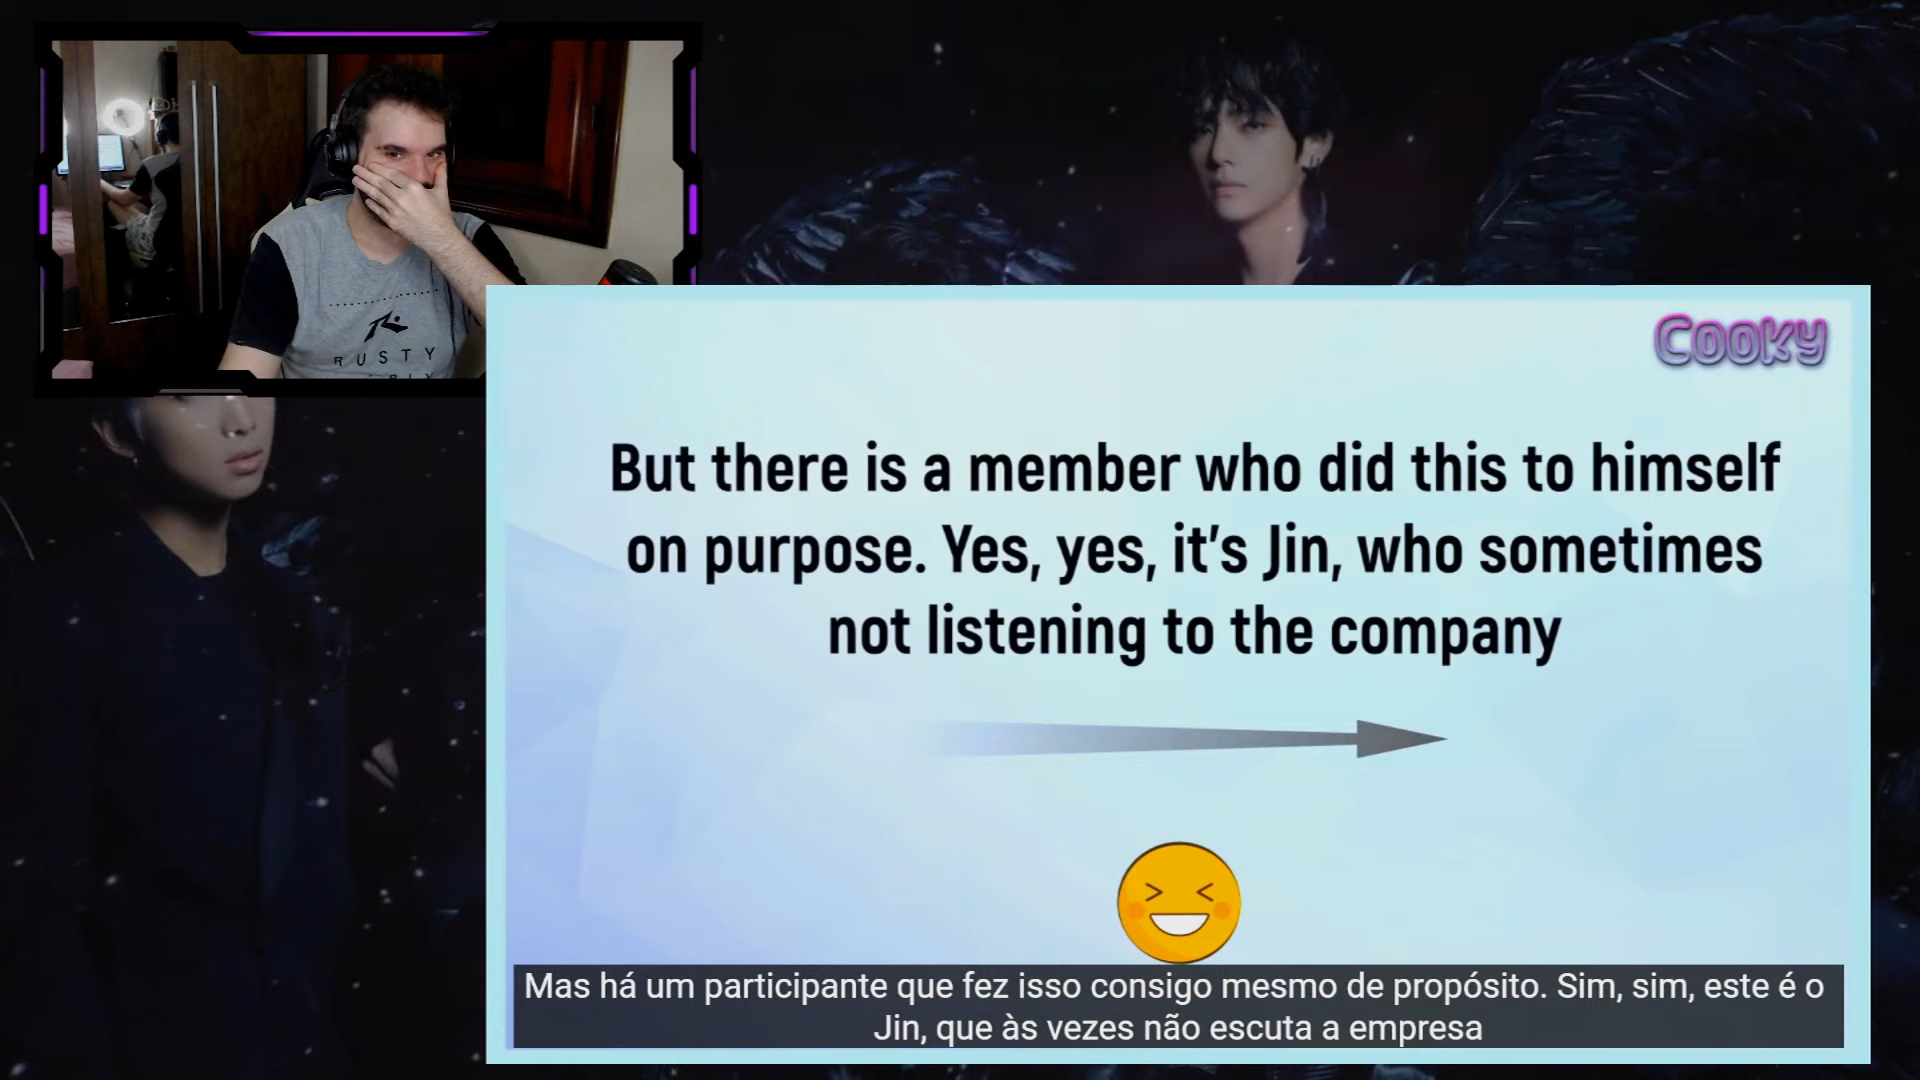 RUSTY
Cooky
But there is a member who did this to himself
on purpose. Yes, yes, it's Jin, who sometimes
not listening to the company
Mas há um participante que fez isso consigo mesmo de propósito. Sim, sim, este é o
Jin, que às vezes não escuta a empresa